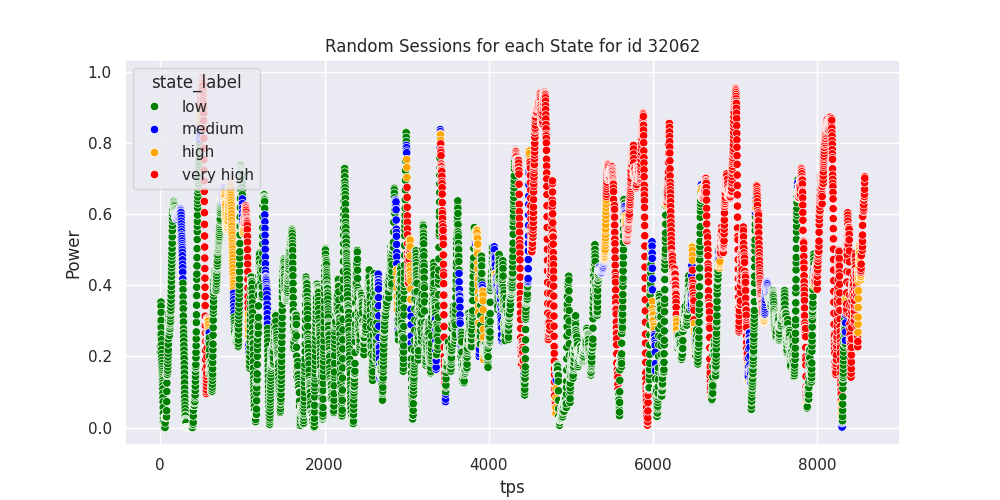 Random Sessions for each State for id 32062
1.0
0.8
0.6
0.4
0.2
0.0
Power
state_label
low
medium
high
very high
0 2000 4000 6000 8000
tps